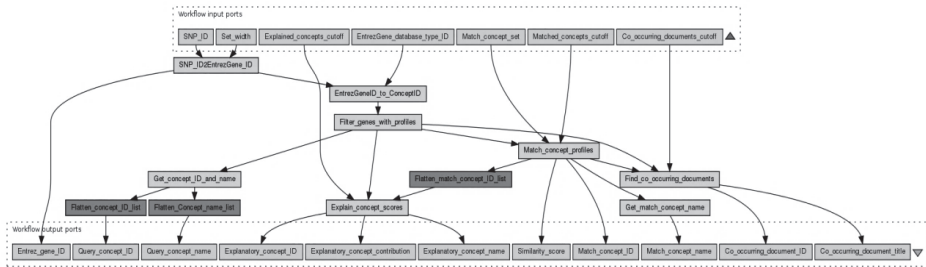 Workflow input ports
SNP_ID Set_width Explained_concepts_cutoff EntrezGene_database_type_ID Match_concept_set Matched_concepts_cutoff Co_occurring_documents_cutoff
SNP_ID2EntrezGene_ID
EntrezGeneID_to_ConceptID
Filter_genes_with_profiles
Match_concept_profiles
Get_concept_ID_and_name Flatten_match_concept_ID_list Find_co_occurring_documents
Flatten_concept_ID_list Flatten_Concept_name_list Explain_concept_scores Get_match_concept_name
Workflow output ports
Entrez_gene_ID Query_concept_ID Query_concept_name Explanatory_concept_ID Explanatory_concept_contribution Explanatory_concept_name Similarity_score Match_concept_ID Match_concept_name Co_occurring_document_ID Co_occurring_document_title